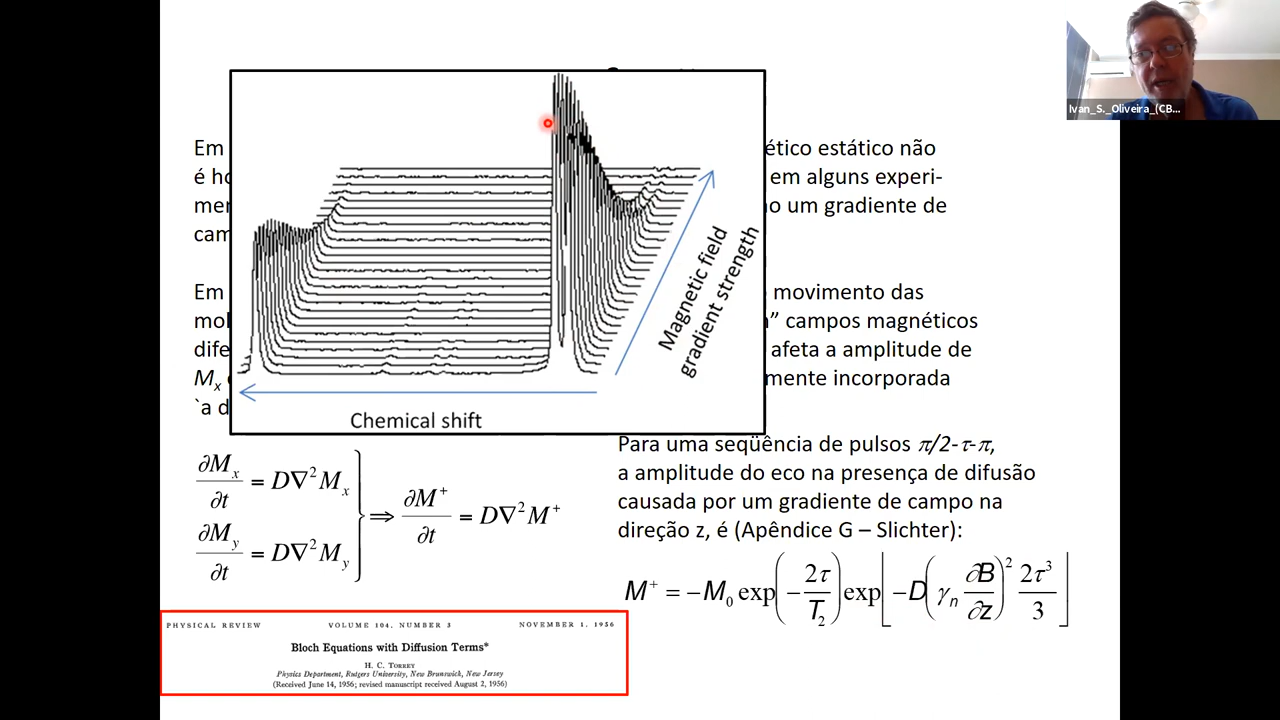 Ivan_S._Oliveira_(CB...
Em
ético estático não
é ho
em alguns experi-
men
o um gradiente de
cam
Magnetic field
gradient strength
Chemical shift
Em
movimento das
mol
” campos magnéticos
dife
afeta a amplitude de
Mx
mente incorporada
`a d
Para uma seqüência de pulsos π/2-τ-π,
a amplitude do eco na presença de difusão
causada por um gradiente de campo na
direção z, é (Apêndice G – Slichter):
∂Mx/∂t = D∇²Mx
∂My/∂t = D∇²My
⇒ ∂M⁺/∂t = D∇²M⁺
M⁺ = −M₀ exp(−2τ/T₂) exp[−D(γₙ ∂B/∂z)² 2τ³/3]
PHYSICAL REVIEW VOLUME 104, NUMBER 3 NOVEMBER 1, 1956
Bloch Equations with Diffusion Terms*
H. C. Torrey
Physics Department, Rutgers University, New Brunswick, New Jersey
(Received June 14, 1956; revised manuscript received August 2, 1956)